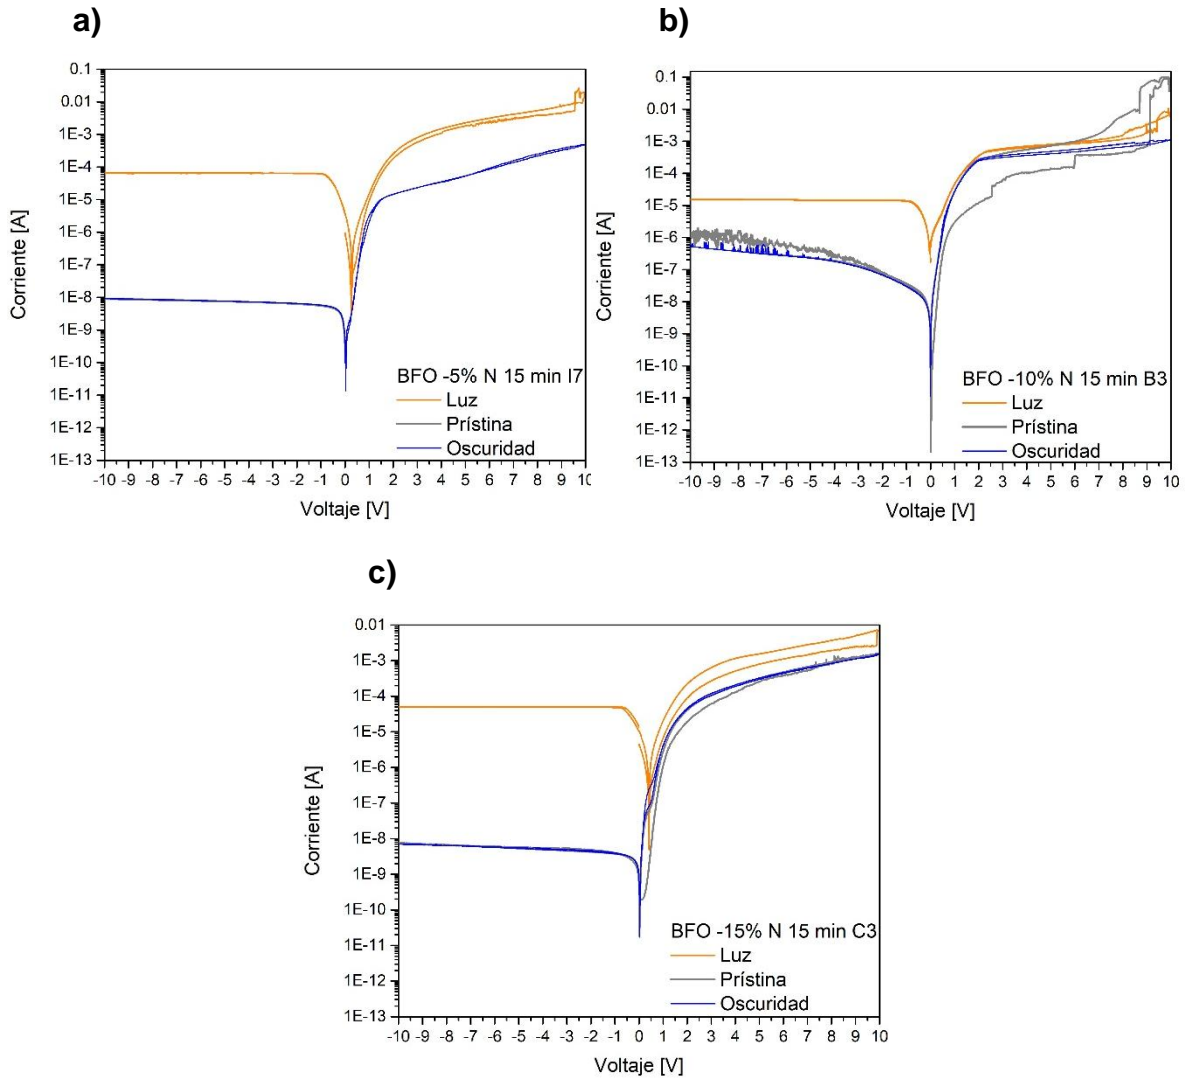 a)
0.1
0.01
1E-3
1E-4
1E-5
1E-6
1E-7
1E-8
1E-9
1E-10
1E-11
1E-12
1E-13
Corriente [A]
BFO -5% N 15 min I7
Luz
Prístina
Oscuridad
-10 -9 -8 -7 -6 -5 -4 -3 -2 -1 0 1 2 3 4 5 6 7 8 9 10
Voltaje [V]
b)
0.1
0.01
1E-3
1E-4
1E-5
1E-6
1E-7
1E-8
1E-9
1E-10
1E-11
1E-12
1E-13
Corriente [A]
BFO -10% N 15 min B3
Luz
Prístina
Oscuridad
-10 -9 -8 -7 -6 -5 -4 -3 -2 -1 0 1 2 3 4 5 6 7 8 9 10
Voltaje [V]
c)
0.01
1E-3
1E-4
1E-5
1E-6
1E-7
1E-8
1E-9
1E-10
1E-11
1E-12
1E-13
Corriente [A]
BFO -15% N 15 min C3
Luz
Prístina
Oscuridad
-10 -9 -8 -7 -6 -5 -4 -3 -2 -1 0 1 2 3 4 5 6 7 8 9 10
Voltaje [V]